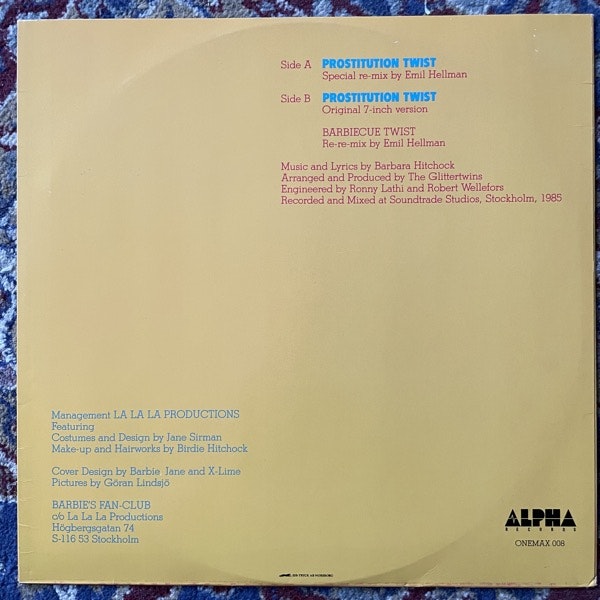 Side A PROSTITUTION TWIST
Special re-mix by Emil Hellman
Side B PROSTITUTION TWIST
Original 7-inch version
BARBIECUE TWIST
Re-re-mix by Emil Hellman
Music and Lyrics by Barbara Hitchock
Arranged and Produced by The Glittertwins
Engineered by Ronny Lathi and Robert Wellefors
Recorded and Mixed at Soundtrade Studios, Stockholm, 1985
Management LA LA LA PRODUCTIONS
Featuring
Costumes and Design by Jane Sirman
Make-up and Hairworks by Birdie Hitchock
Cover Design by Barbie Jane and X-Lime
Pictures by Göran Lindsjö
BARBIE'S FAN-CLUB
c/o La La La Productions
Högbergsgatan 74
S-116 53 Stockholm
ALPHA
RECORDS
ONEMAX 008